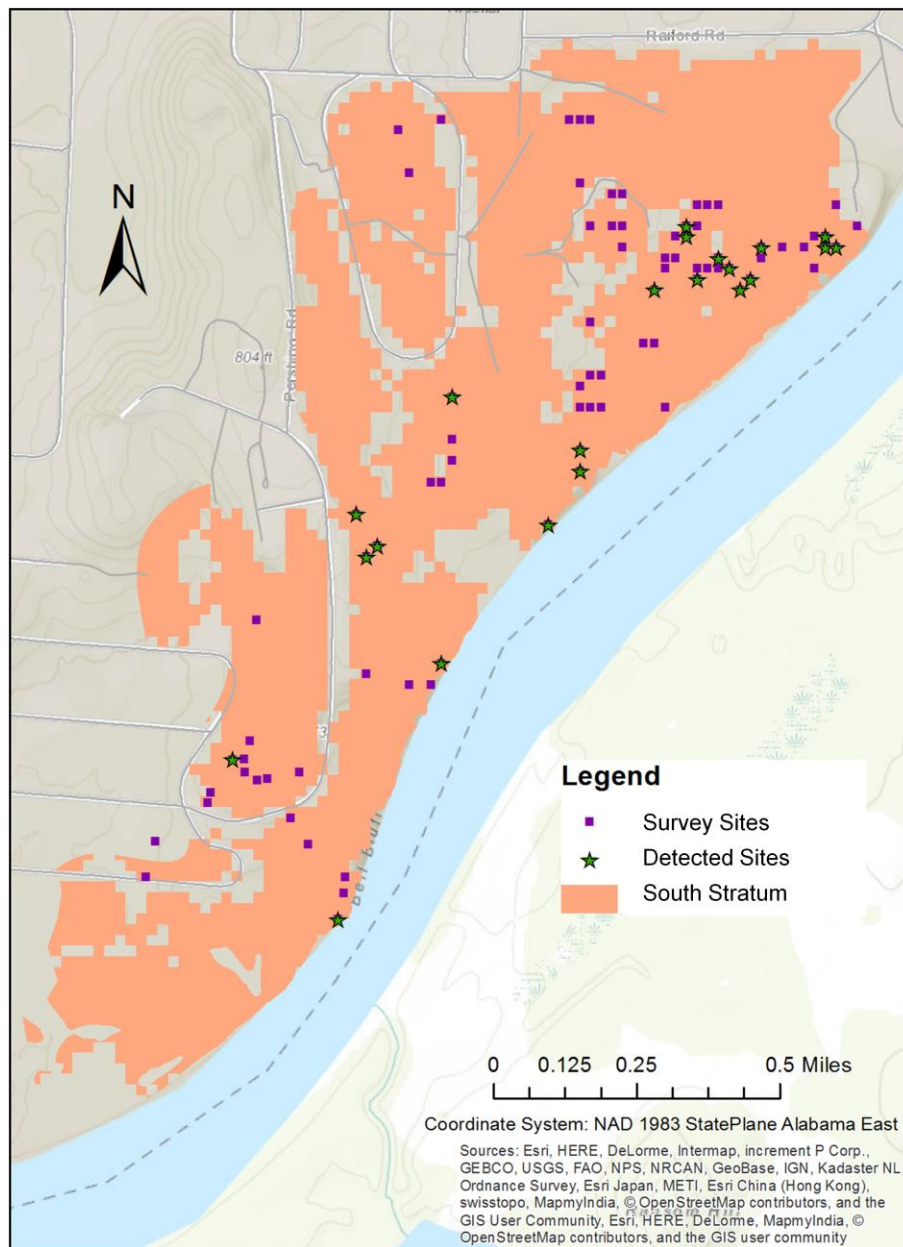 Raiford Rd
N
804 ft
Pershing Rd
Bell Bluff
Legend
Survey Sites
Detected Sites
South Stratum
0 0.125 0.25 0.5 Miles
Coordinate System: NAD 1983 StatePlane Alabama East
Sources: Esri, HERE, DeLorme, Intermap, increment P Corp.,
GEBCO, USGS, FAO, NPS, NRCAN, GeoBase, IGN, Kadaster NL,
Ordnance Survey, Esri Japan, METI, Esri China (Hong Kong),
swisstopo, MapmyIndia, © OpenStreetMap contributors, and the
GIS User Community, Esri, HERE, DeLorme, MapmyIndia, ©
OpenStreetMap contributors, and the GIS user community